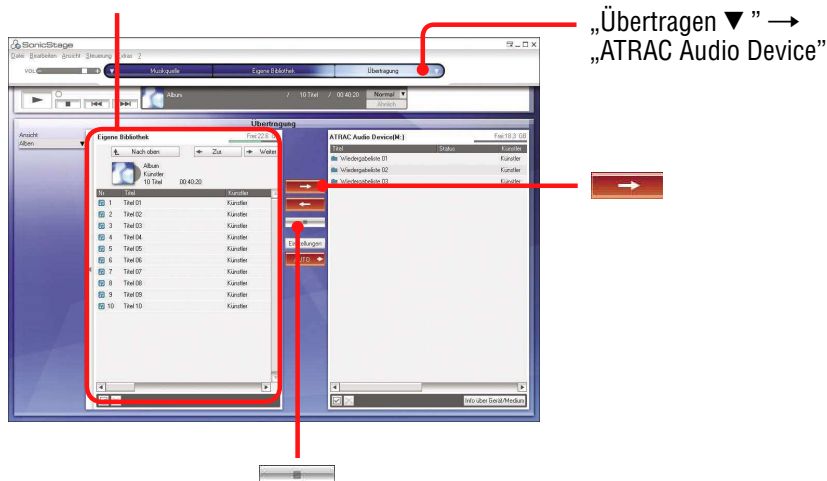 „Übertragen ▼ ” →
„ATRAC Audio Device”
SonicStage
Datei Bearbeiten Ansicht Steuerung Extras ?
VOL
Musikquelle
Eigene Bibliothek
Übertragung
Album / 10 Titel / 00:40:20 Normal ▼
Ähnlich
Übertragung
Ansicht
Alben ▼
Eigene Bibliothek
Frei:22.6
Nach oben
Zur
Weiter
Album
Künstler
10 Titel 00:40:20
Nr Titel Künstler
1 Titel 01 Künstler
2 Titel 02 Künstler
3 Titel 03 Künstler
4 Titel 04 Künstler
5 Titel 05 Künstler
6 Titel 06 Künstler
7 Titel 07 Künstler
8 Titel 08 Künstler
9 Titel 09 Künstler
10 Titel 10 Künstler
Einstellungen
AUTO
ATRAC Audio Device(M:)
Frei:18,3 GB
Titel Status Künstler
Wiedergabeliste 01 Künstler
Wiedergabeliste 02 Künstler
Wiedergabeliste 03 Künstler
Info über Gerät/Medium